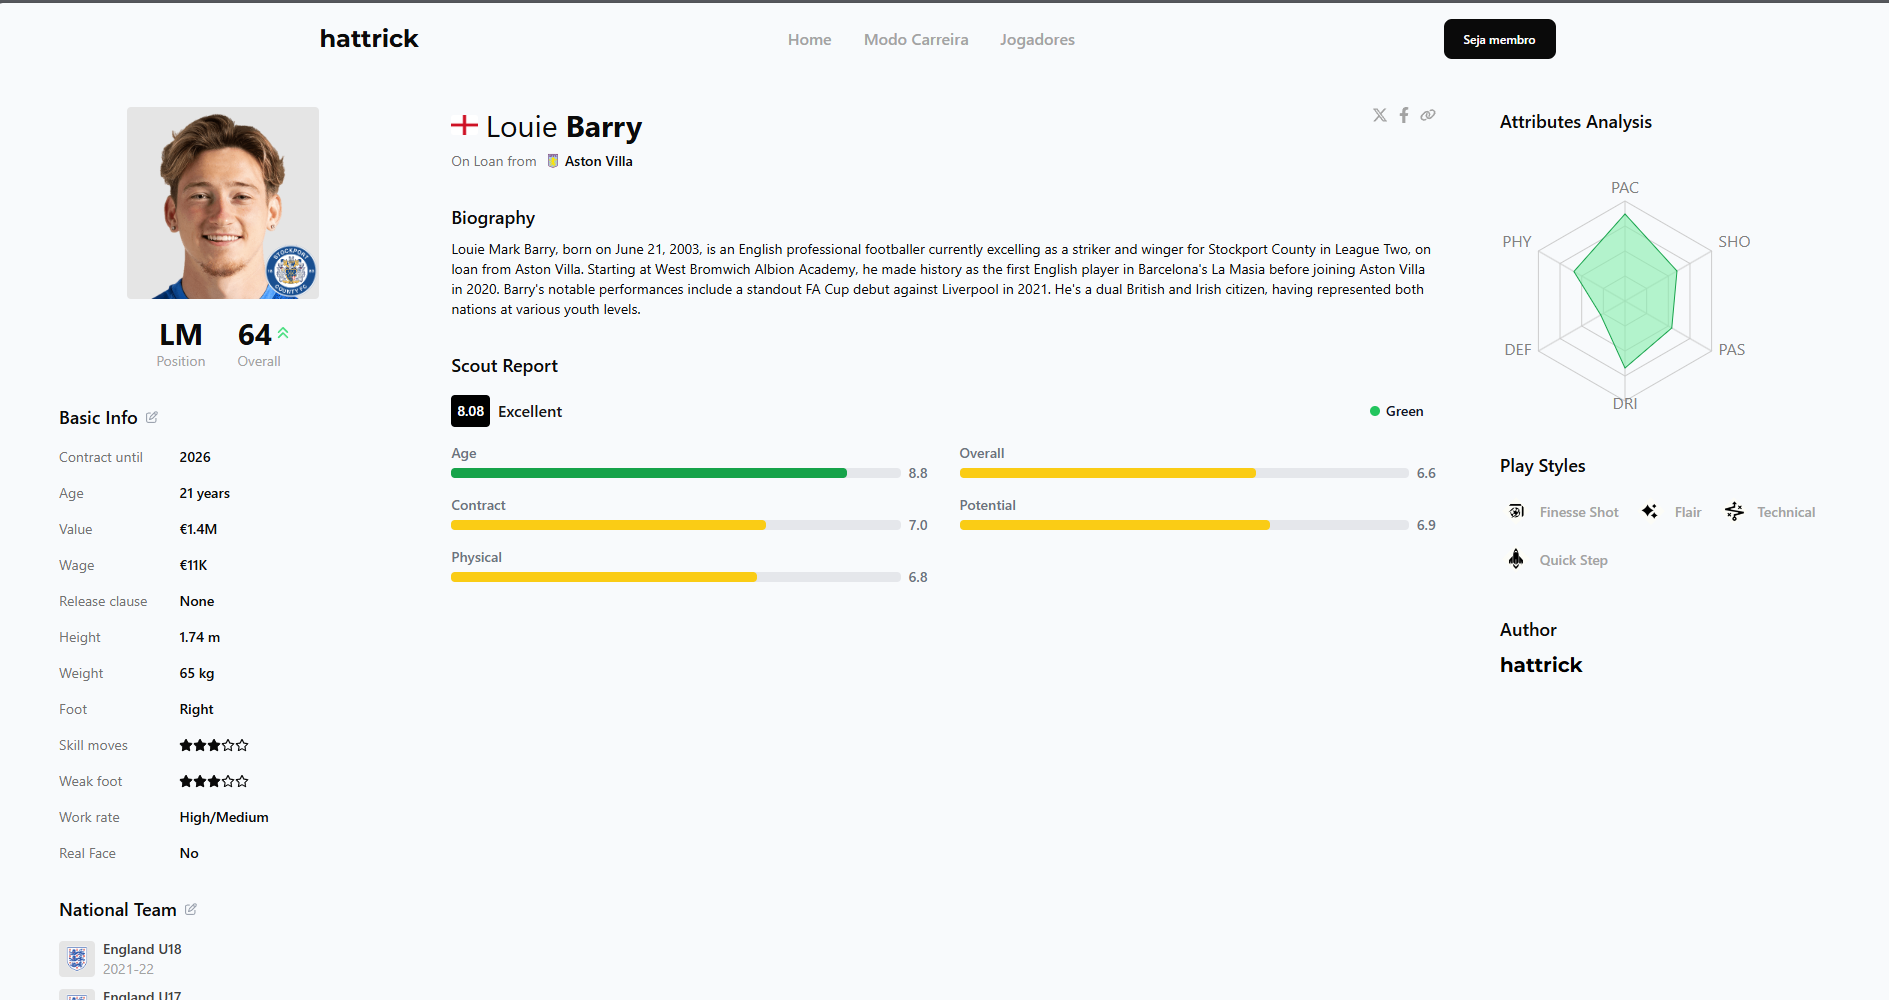 hattrick
Home Modo Carreira Jogadores
Seja membro
STOCKPORT
COUNTY FC
LM 64
Position Overall
Basic Info
Contract until 2026
Age 21 years
Value €1.4M
Wage €11K
Release clause None
Height 1.74 m
Weight 65 kg
Foot Right
Skill moves
Weak foot
Work rate High/Medium
Real Face No
National Team
England U18
2021-22
England U17
Louie Barry
On Loan from Aston Villa
Biography
Louie Mark Barry, born on June 21, 2003, is an English professional footballer currently excelling as a striker and winger for Stockport County in League Two, on
loan from Aston Villa. Starting at West Bromwich Albion Academy, he made history as the first English player in Barcelona's La Masia before joining Aston Villa
in 2020. Barry's notable performances include a standout FA Cup debut against Liverpool in 2021. He's a dual British and Irish citizen, having represented both
nations at various youth levels.
Scout Report
8.08 Excellent
Green
Age
8.8
Overall
6.6
Contract
7.0
Potential
6.9
Physical
6.8
Attributes Analysis
PAC
PHY SHO
DEF PAS
DRI
Play Styles
Finesse Shot Flair Technical
Quick Step
Author
hattrick